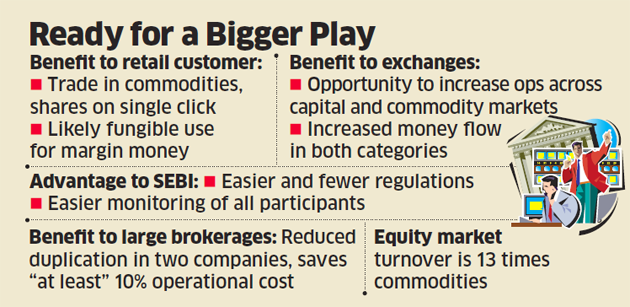 Ready for a Bigger Play
Benefit to retail customer:
■ Trade in commodities,
shares on single click
■ Likely fungible use
for margin money
Benefit to exchanges:
■ Opportunity to increase ops across
capital and commodity markets
■ Increased money flow
in both categories
Advantage to SEBI: ■ Easier and fewer regulations
■ Easier monitoring of all participants
Benefit to large brokerages: Reduced
duplication in two companies, saves
“at least” 10% operational cost
Equity market
turnover is 13 times
commodities